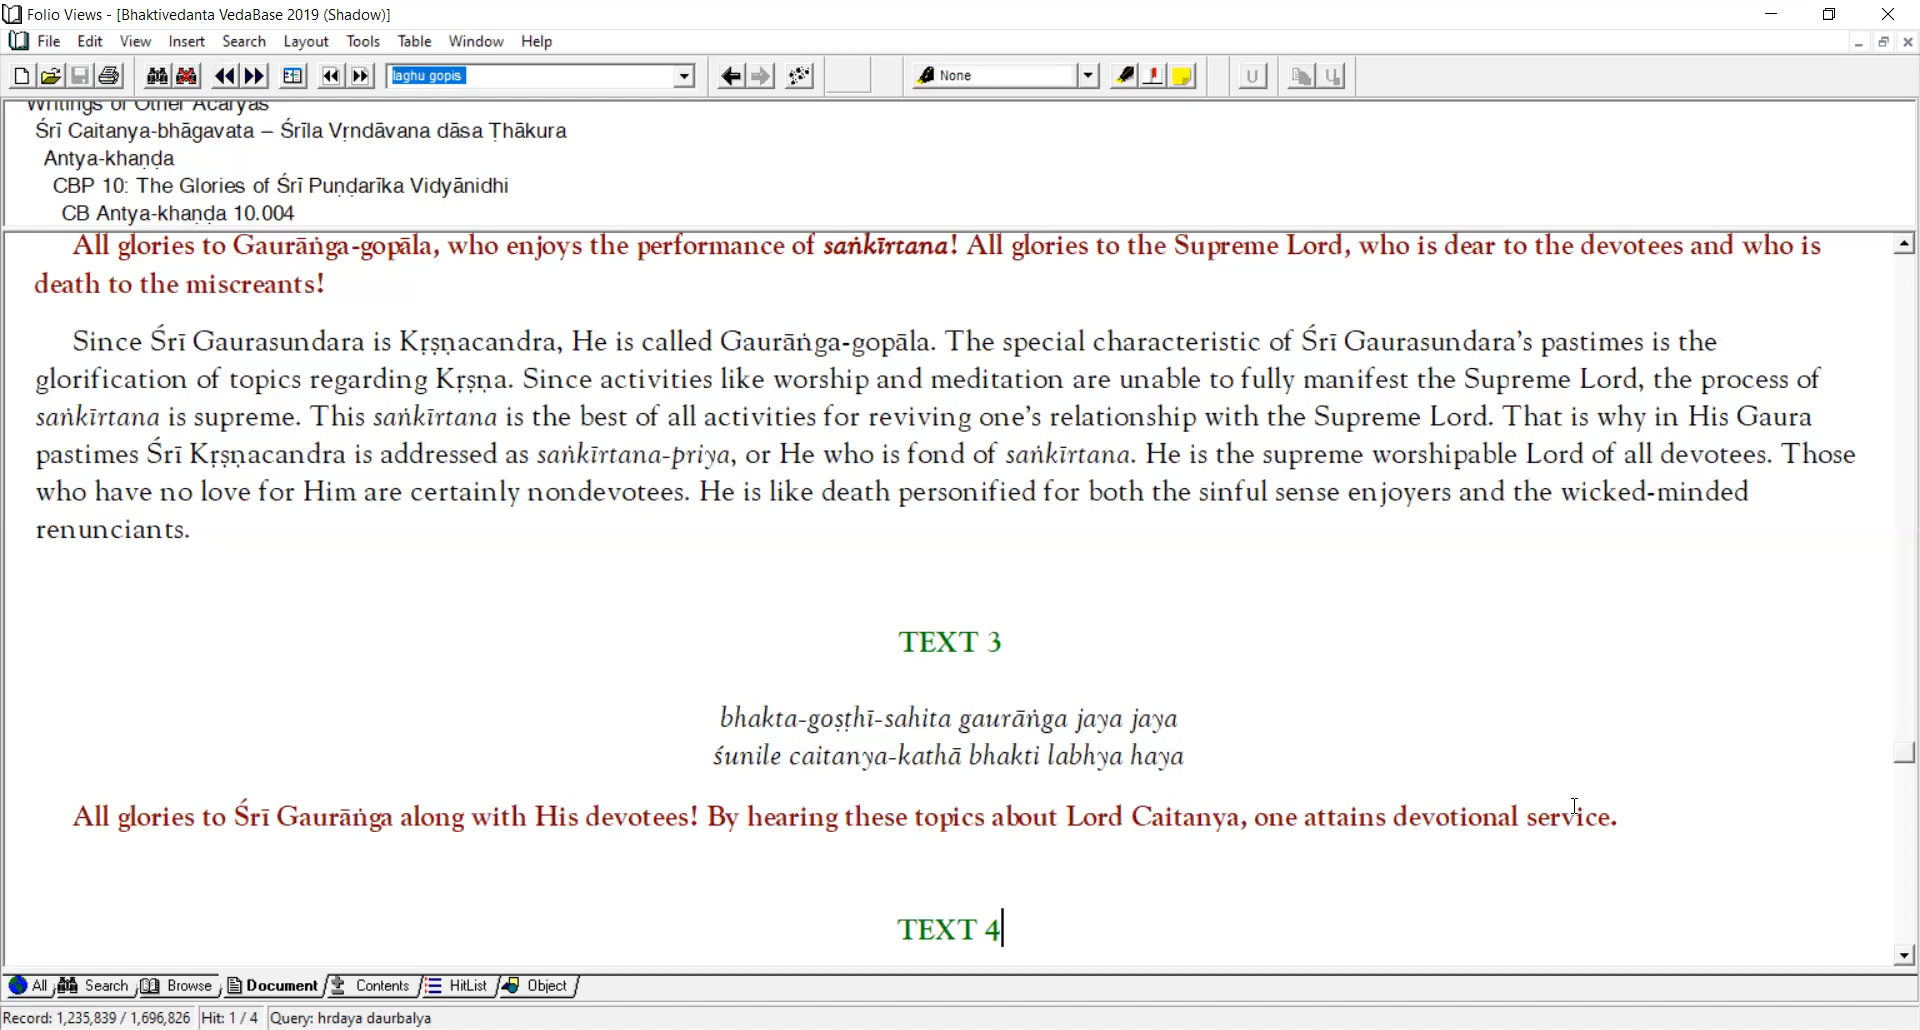 Folio Views - [Bhaktivedanta VedaBase 2019 (Shadow)]
File Edit View Insert Search Layout Tools Table Window Help
laghu gopis None U
Writings of Other Ācāryas
Śrī Caitanya-bhāgavata – Śrīla Vṛndāvana dāsa Ṭhākura
Antya-khaṇḍa
CBP 10: The Glories of Śrī Puṇḍarīka Vidyānidhi
CB Antya-khaṇḍa 10.004
All glories to Gaurāṅga-gopāla, who enjoys the performance of saṅkīrtana! All glories to the Supreme Lord, who is dear to the devotees and who is
death to the miscreants!
Since Śrī Gaurasundara is Kṛṣṇacandra, He is called Gaurāṅga-gopāla. The special characteristic of Śrī Gaurasundara’s pastimes is the
glorification of topics regarding Kṛṣṇa. Since activities like worship and meditation are unable to fully manifest the Supreme Lord, the process of
saṅkīrtana is supreme. This saṅkīrtana is the best of all activities for reviving one’s relationship with the Supreme Lord. That is why in His Gaura
pastimes Śrī Kṛṣṇacandra is addressed as saṅkīrtana-priya, or He who is fond of saṅkīrtana. He is the supreme worshipable Lord of all devotees. Those
who have no love for Him are certainly nondevotees. He is like death personified for both the sinful sense enjoyers and the wicked-minded
renunciants.
TEXT 3
bhakta-goṣṭhī-sahita gaurāṅga jaya jaya
śunile caitanya-kathā bhakti labhya haya
All glories to Śrī Gaurāṅga along with His devotees! By hearing these topics about Lord Caitanya, one attains devotional service.
TEXT 4
All Search Browse Document Contents HitList Object
Record: 1,235,839 / 1,696,826 Hit: 1 / 4 Query: hrdaya daurbalya